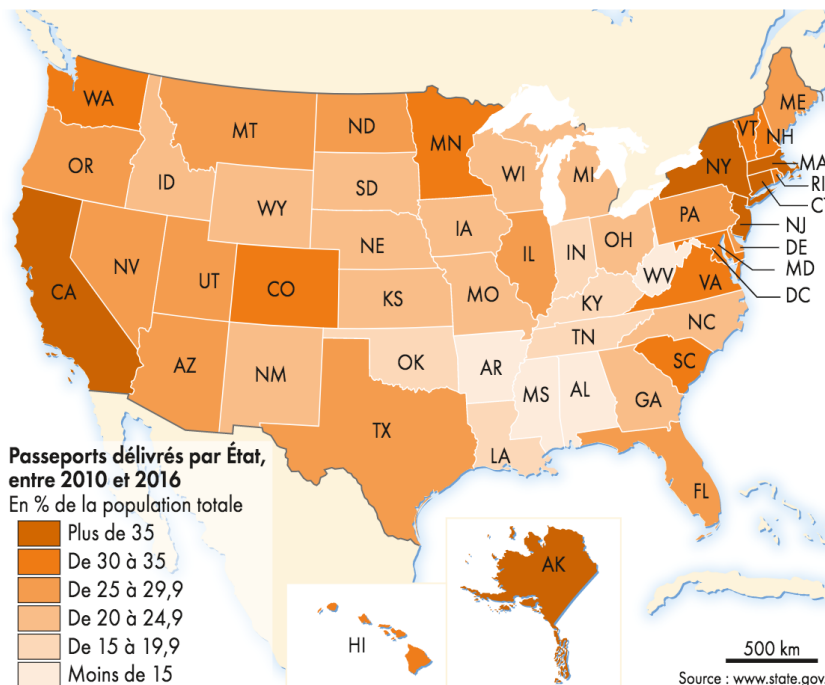 WA
MT
ND
MN
ME
VT
NH
OR
ID
SD
WI
MI
NY
MA
RI
CT
WY
IA
PA
NJ
NV
NE
IL
IN
OH
DE
UT
CO
KS
MO
WV
VA
MD
DC
CA
KY
AZ
NM
OK
AR
TN
NC
SC
MS
AL
GA
TX
LA
FL
Passeports délivrés par État,
entre 2010 et 2016
En % de la population totale
Plus de 35
De 30 à 35
De 25 à 29,9
De 20 à 24,9
De 15 à 19,9
Moins de 15
HI
AK
500 km
Source : www.state.gov.